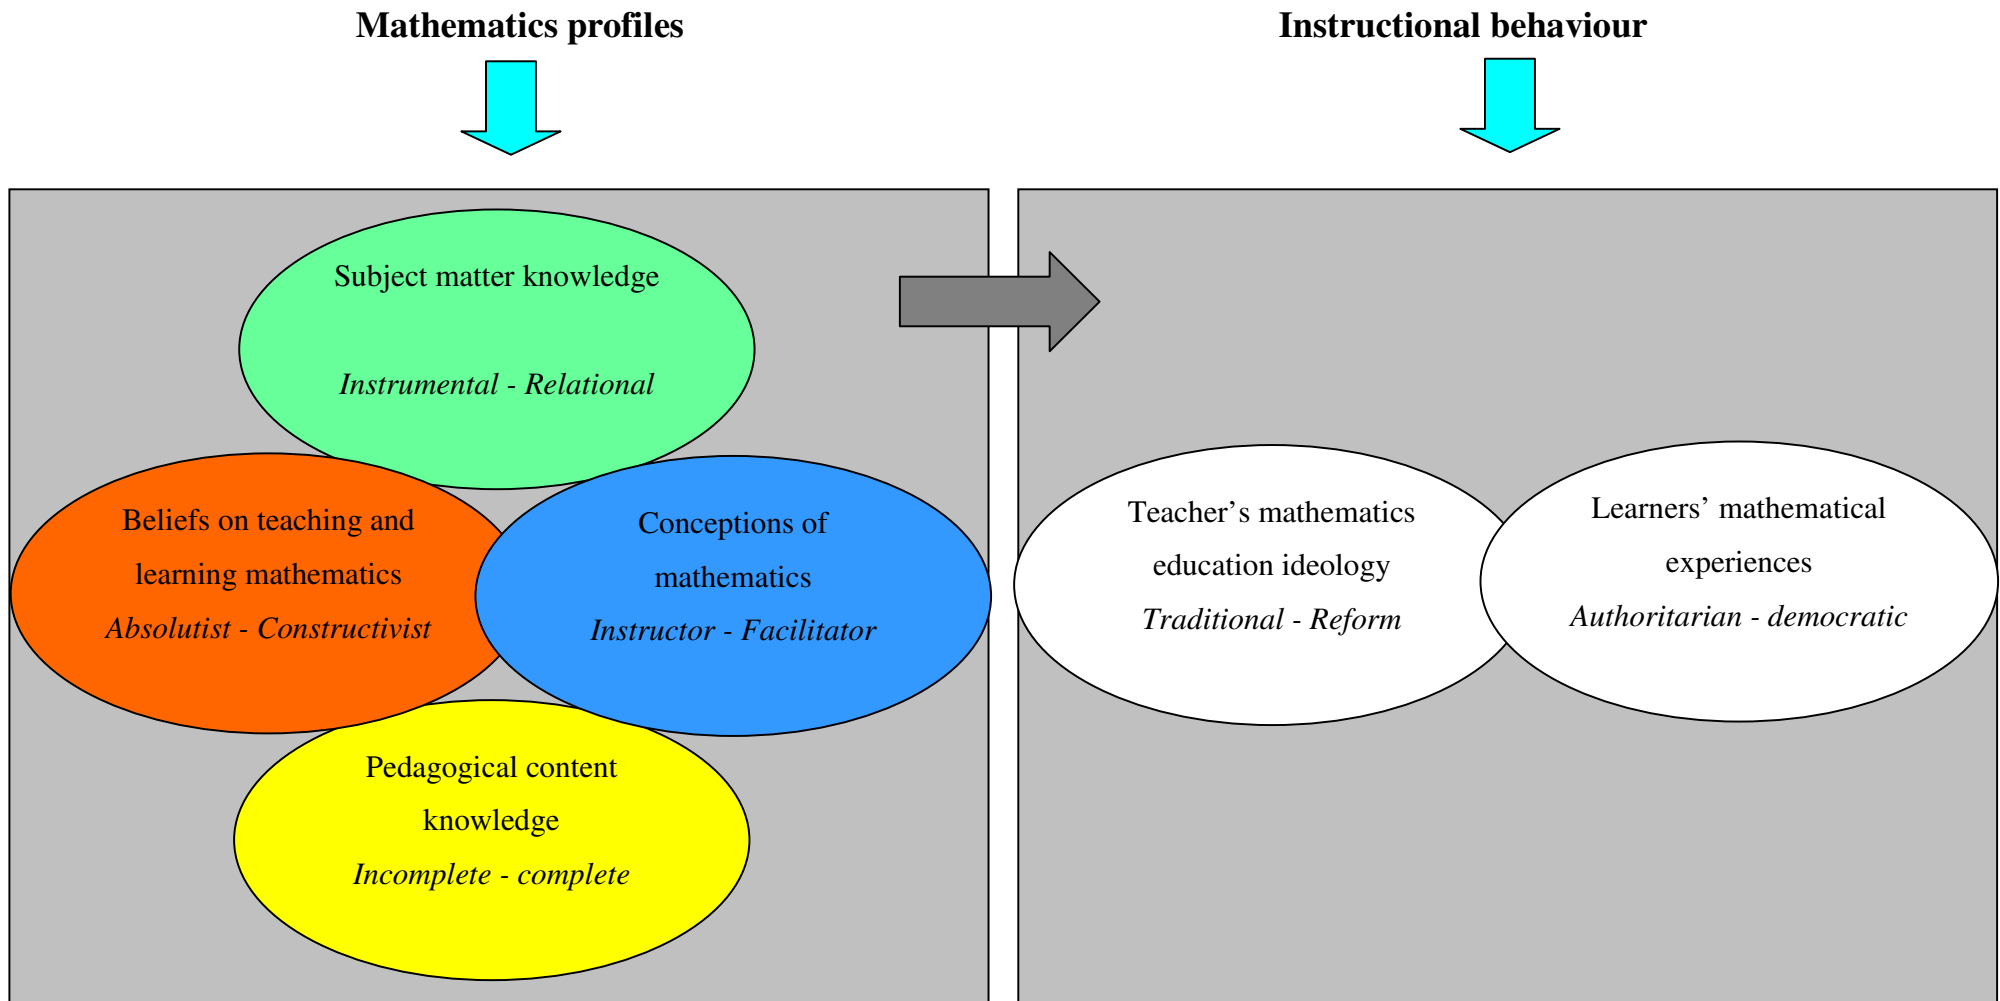 Mathematics profiles
Instructional behaviour
Subject matter knowledge
Instrumental - Relational
Beliefs on teaching and
learning mathematics
Absolutist - Constructivist
Conceptions of
mathematics
Instructor - Facilitator
Pedagogical content
knowledge
Incomplete - complete
Teacher’s mathematics
education ideology
Traditional - Reform
Learners’ mathematical
experiences
Authoritarian - democratic